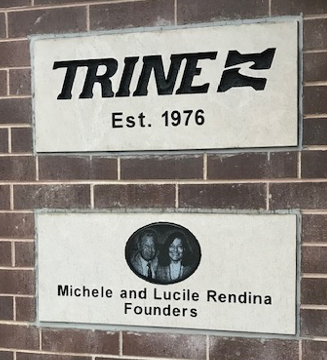 TRINE
Est. 1976
Michele and Lucile Rendina
Founders